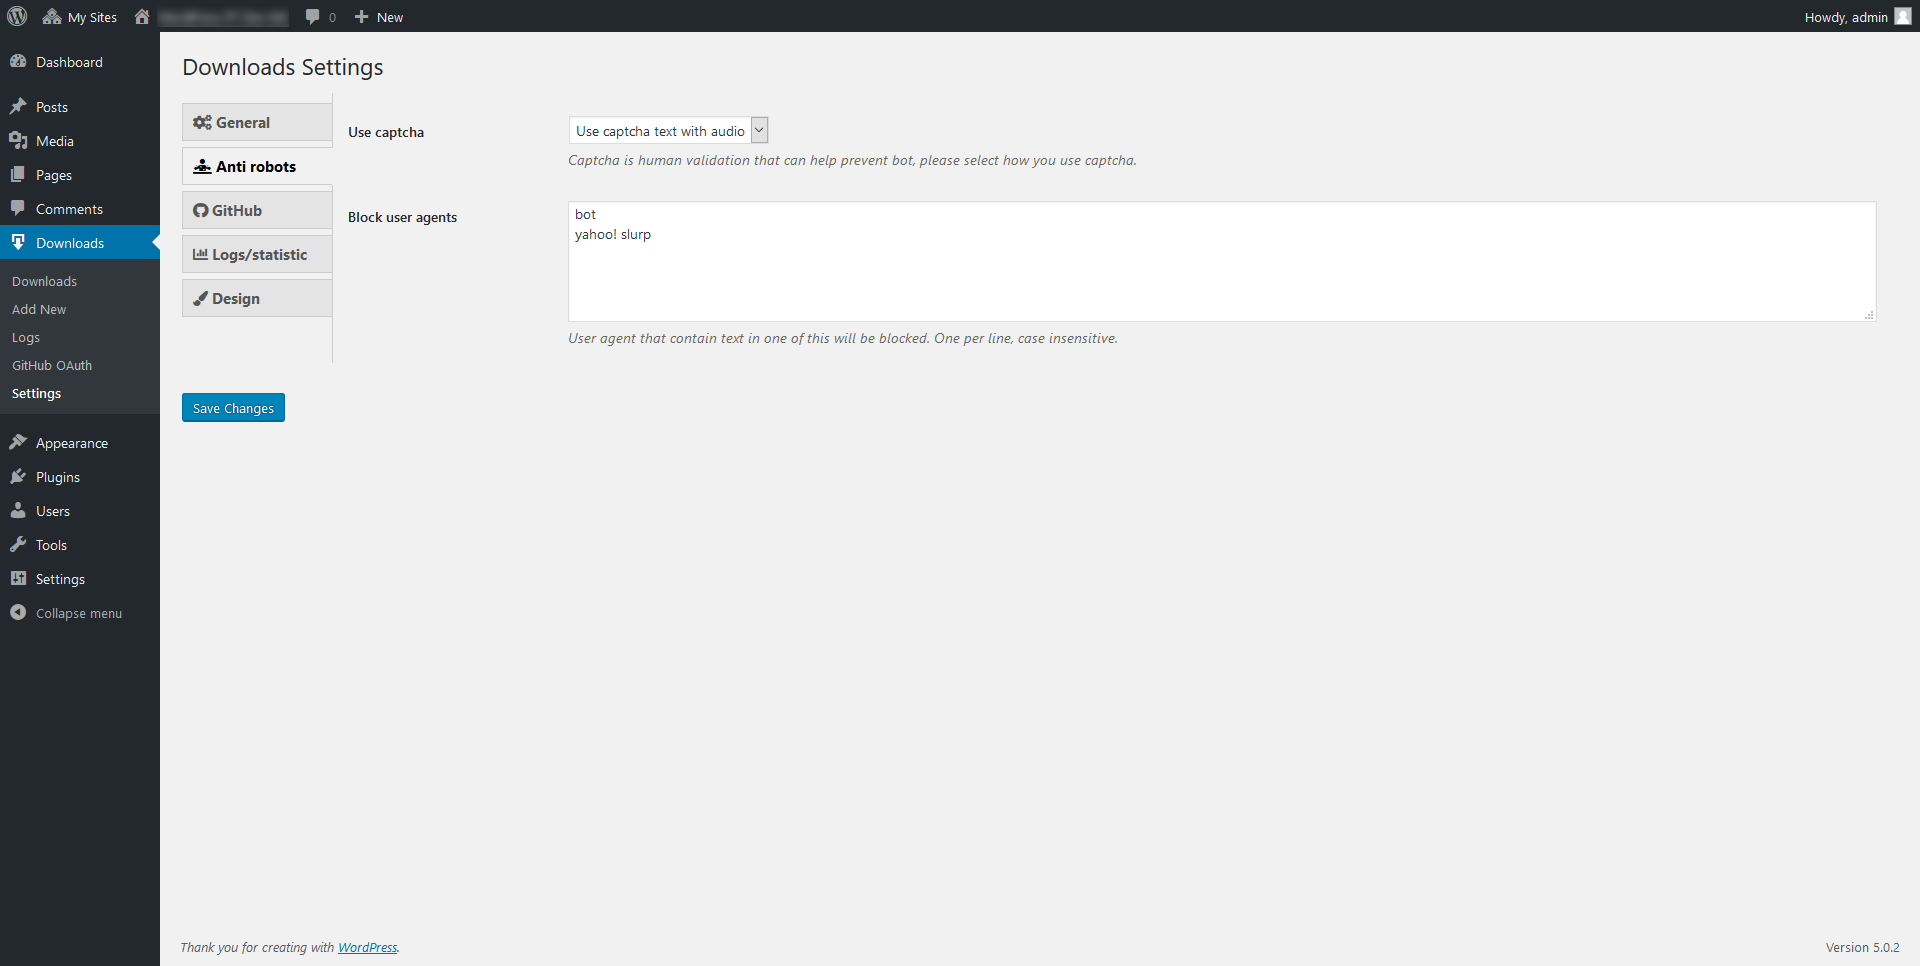 My Sites
0
New
Howdy, admin
Dashboard
Posts
Media
Pages
Comments
Downloads
Downloads
Add New
Logs
GitHub OAuth
Settings
Appearance
Plugins
Users
Tools
Settings
Collapse menu
Downloads Settings
General
Anti robots
GitHub
Logs/statistic
Design
Use captcha
Use captcha text with audio
Captcha is human validation that can help prevent bot, please select how you use captcha.
Block user agents
bot
yahoo! slurp
User agent that contain text in one of this will be blocked. One per line, case insensitive.
Save Changes
Thank you for creating with WordPress.
Version 5.0.2